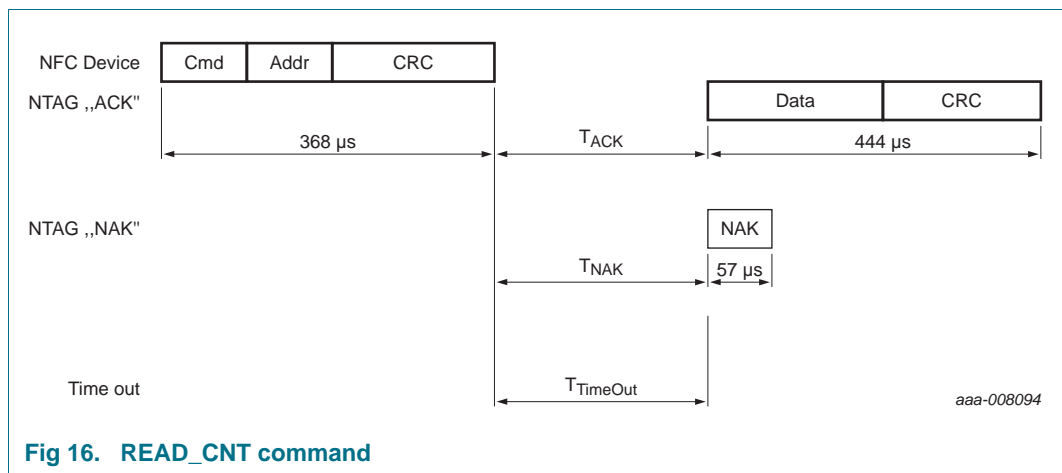 NFC Device Cmd Addr CRC
NTAG ,,ACK" Data CRC
368 µs TACK 444 µs
NTAG ,,NAK" NAK
TNAK 57 µs
Time out TTimeOut
aaa-008094
Fig 16. READ_CNT command